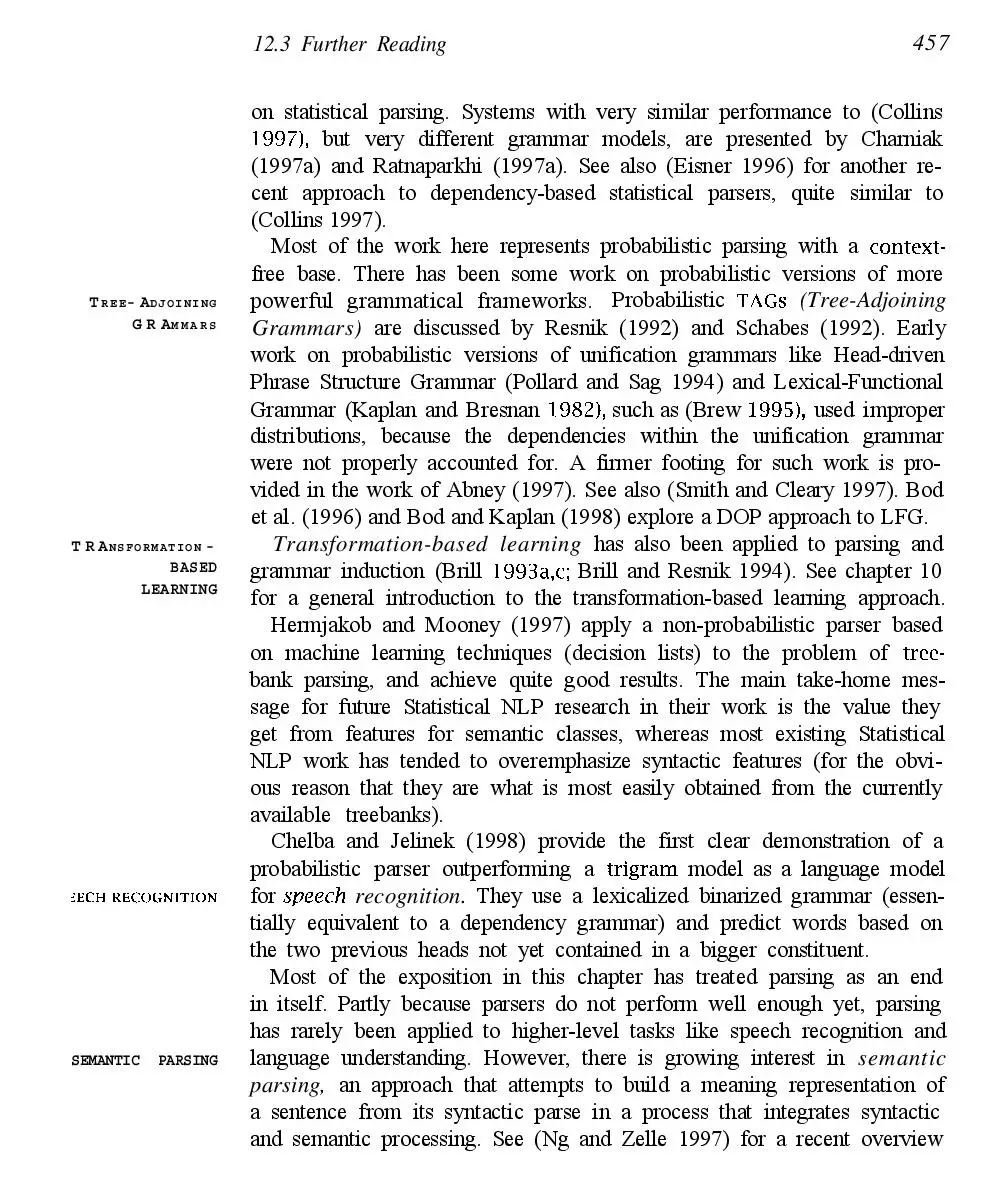 12.3 Further Reading 457
on statistical parsing. Systems with very similar performance to (Collins
1997), but very different grammar models, are presented by Charniak
(1997a) and Ratnaparkhi (1997a). See also (Eisner 1996) for another re-
cent approach to dependency-based statistical parsers, quite similar to
(Collins 1997).
Most of the work here represents probabilistic parsing with a context-
free base. There has been some work on probabilistic versions of more
TREE- ADJOINING
GRAMMARS
powerful grammatical frameworks. Probabilistic TAGs (Tree-Adjoining
Grammars) are discussed by Resnik (1992) and Schabes (1992). Early
work on probabilistic versions of unification grammars like Head-driven
Phrase Structure Grammar (Pollard and Sag 1994) and Lexical-Functional
Grammar (Kaplan and Bresnan 1982), such as (Brew 1995), used improper
distributions, because the dependencies within the unification grammar
were not properly accounted for. A firmer footing for such work is pro-
vided in the work of Abney (1997). See also (Smith and Cleary 1997). Bod
et al. (1996) and Bod and Kaplan (1998) explore a DOP approach to LFG.
TRANSFORMATION-
BASED
LEARNING
Transformation-based learning has also been applied to parsing and
grammar induction (Brill 1993a,c; Brill and Resnik 1994). See chapter 10
for a general introduction to the transformation-based learning approach.
Hermjakob and Mooney (1997) apply a non-probabilistic parser based
on machine learning techniques (decision lists) to the problem of tree-
bank parsing, and achieve quite good results. The main take-home mes-
sage for future Statistical NLP research in their work is the value they
get from features for semantic classes, whereas most existing Statistical
NLP work has tended to overemphasize syntactic features (for the obvi-
ous reason that they are what is most easily obtained from the currently
available treebanks).
Chelba and Jelinek (1998) provide the first clear demonstration of a
probabilistic parser outperforming a trigram model as a language model
EECH RECOGNITION
for speech recognition. They use a lexicalized binarized grammar (essen-
tially equivalent to a dependency grammar) and predict words based on
the two previous heads not yet contained in a bigger constituent.
Most of the exposition in this chapter has treated parsing as an end
in itself. Partly because parsers do not perform well enough yet, parsing
has rarely been applied to higher-level tasks like speech recognition and
SEMANTIC PARSING
language understanding. However, there is growing interest in semantic
parsing, an approach that attempts to build a meaning representation of
a sentence from its syntactic parse in a process that integrates syntactic
and semantic processing. See (Ng and Zelle 1997) for a recent overview